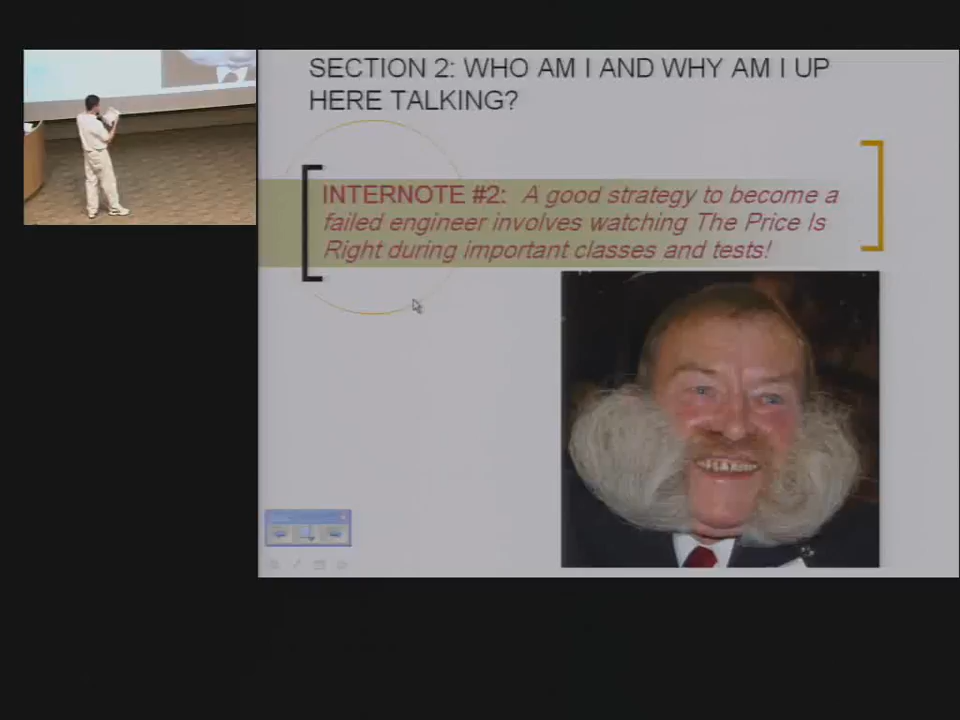 SECTION 2: WHO AM I AND WHY AM I UP
HERE TALKING?
INTERNOTE #2: A good strategy to become a
failed engineer involves watching The Price Is
Right during important classes and tests!